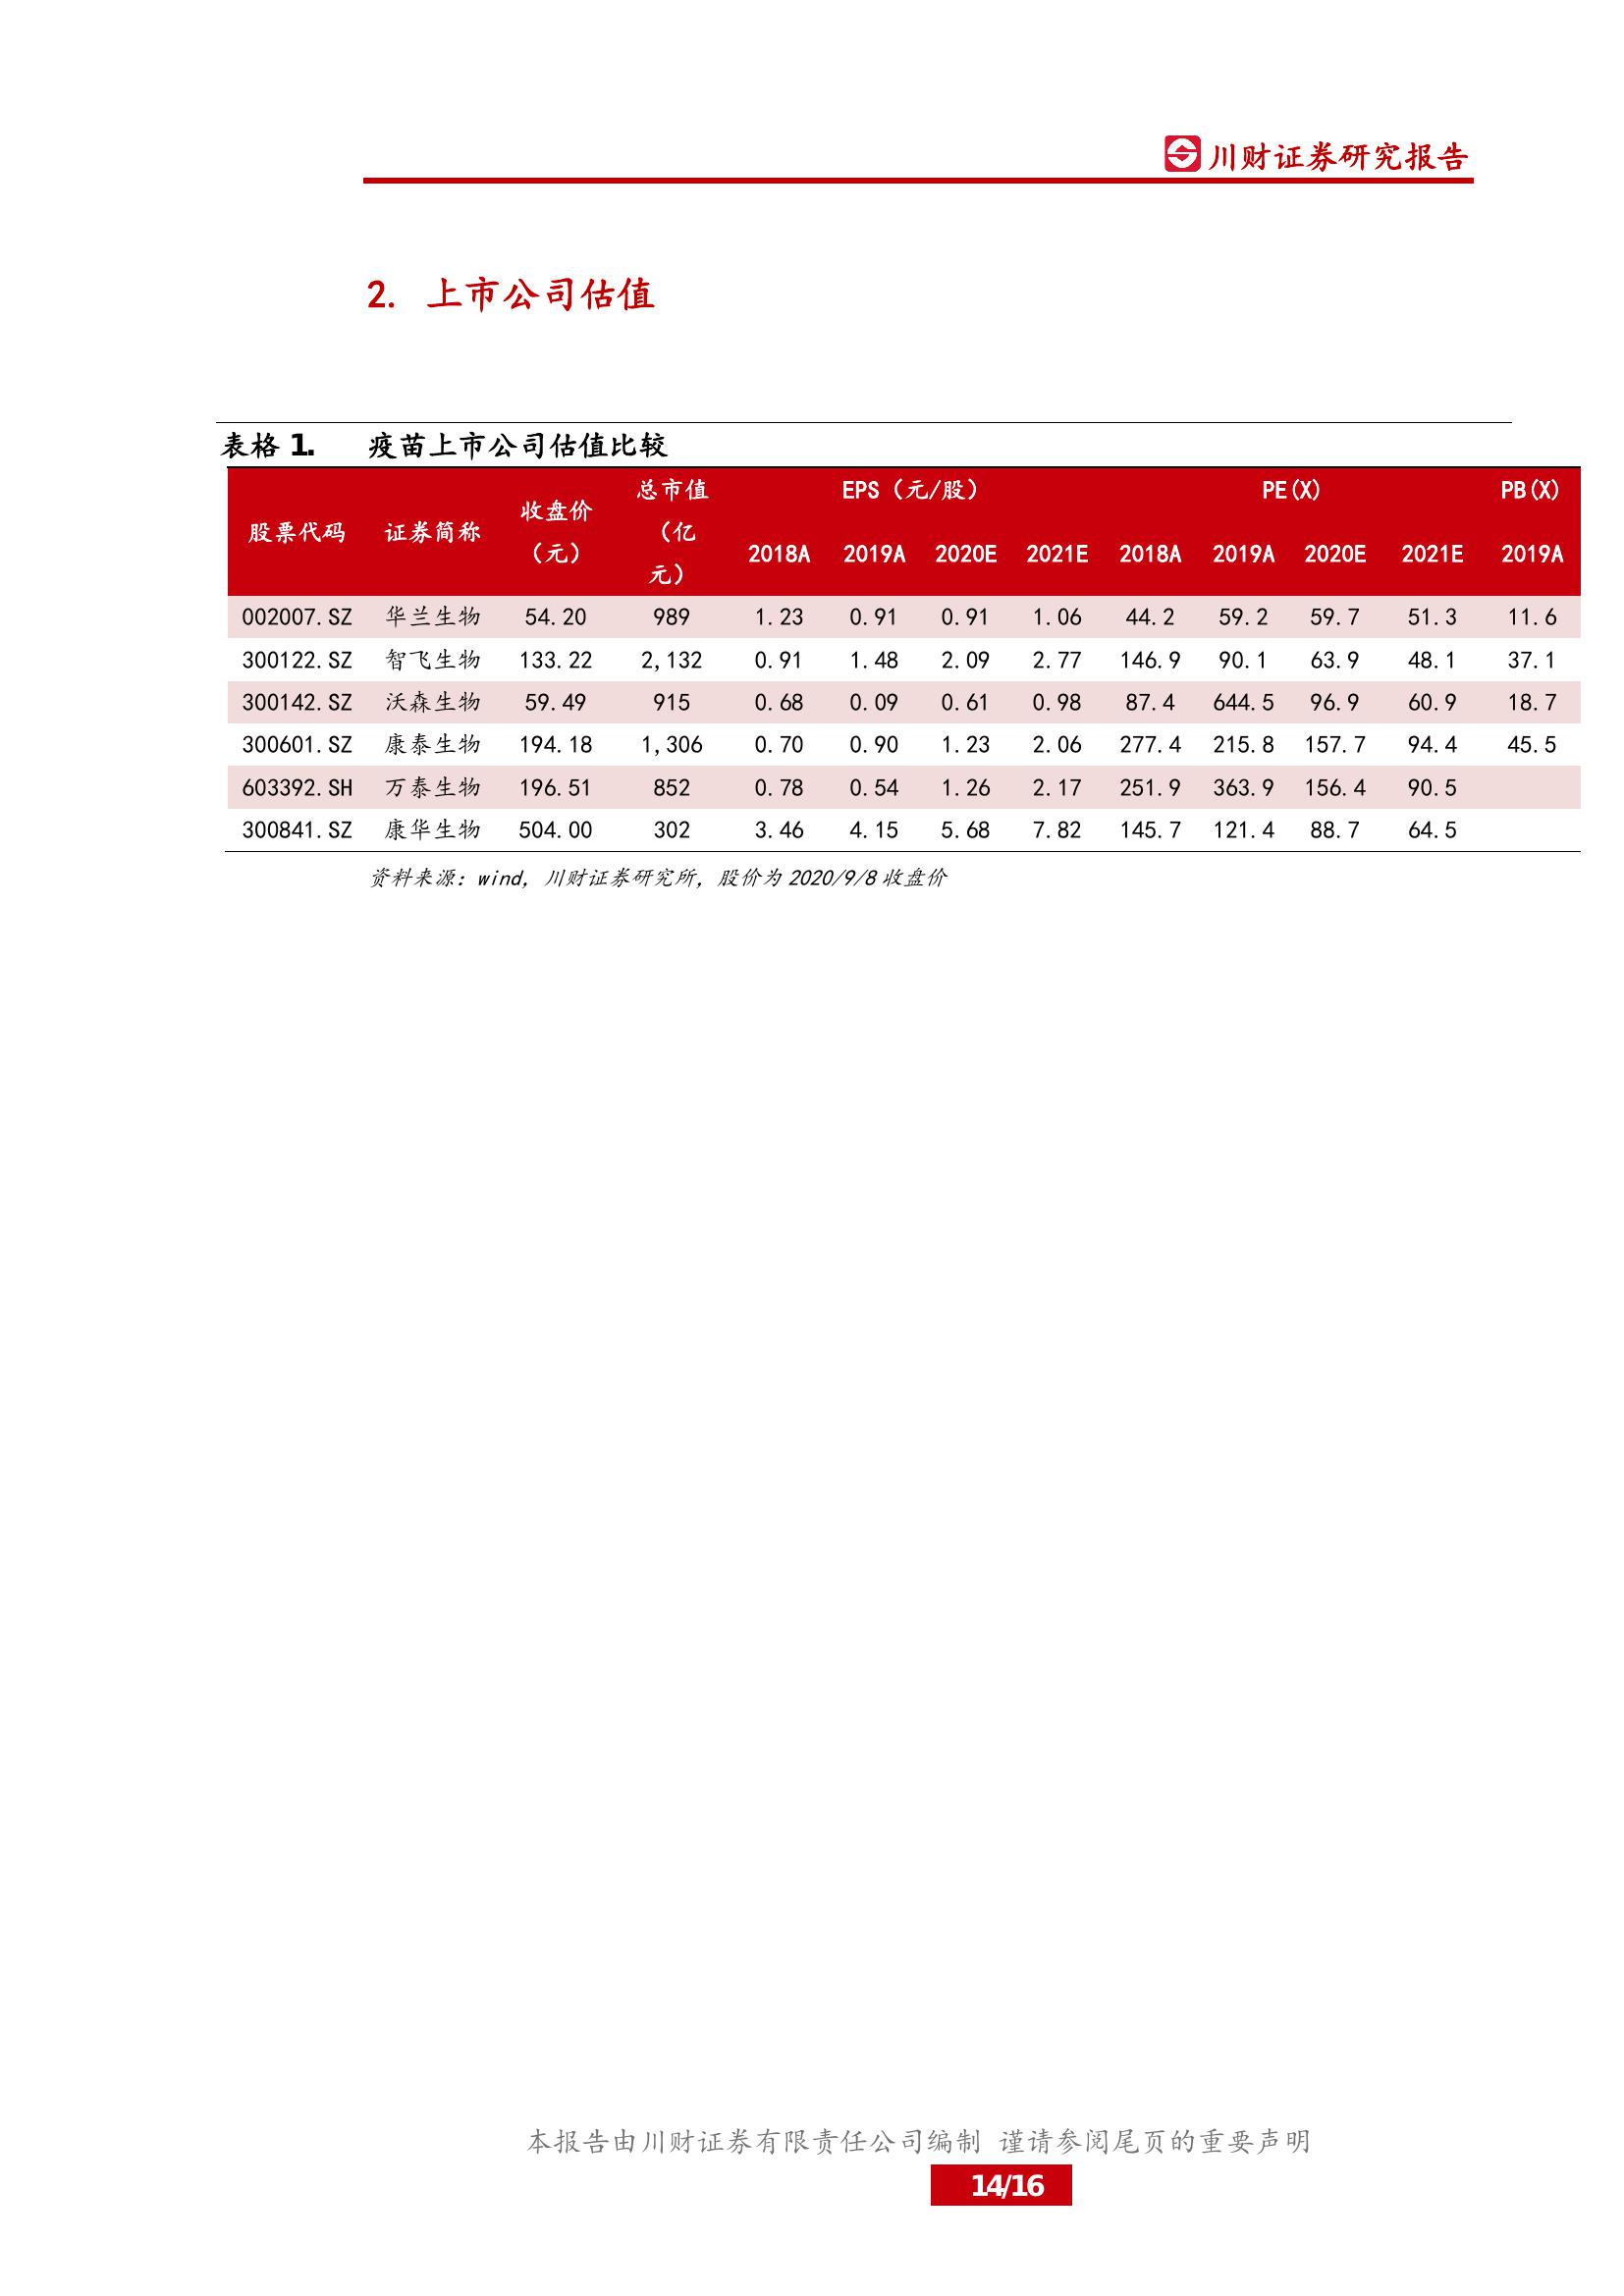 川财证券研究报告
2. 上市公司估值
表格 1. 疫苗上市公司估值比较
股票代码 证券简称 收盘价（元） 总市值（亿元） EPS（元/股） PE(X) PB(X)
2018A 2019A 2020E 2021E 2018A 2019A 2020E 2021E 2019A
002007.SZ 华兰生物 54.20 989 1.23 0.91 0.91 1.06 44.2 59.2 59.7 51.3 11.6
300122.SZ 智飞生物 133.22 2,132 0.91 1.48 2.09 2.77 146.9 90.1 63.9 48.1 37.1
300142.SZ 沃森生物 59.49 915 0.68 0.09 0.61 0.98 87.4 644.5 96.9 60.9 18.7
300601.SZ 康泰生物 194.18 1,306 0.70 0.90 1.23 2.06 277.4 215.8 157.7 94.4 45.5
603392.SH 万泰生物 196.51 852 0.78 0.54 1.26 2.17 251.9 363.9 156.4 90.5
300841.SZ 康华生物 504.00 302 3.46 4.15 5.68 7.82 145.7 121.4 88.7 64.5
资料来源：wind，川财证券研究所，股价为 2020/9/8 收盘价
本报告由川财证券有限责任公司编制 谨请参阅尾页的重要声明
14/16